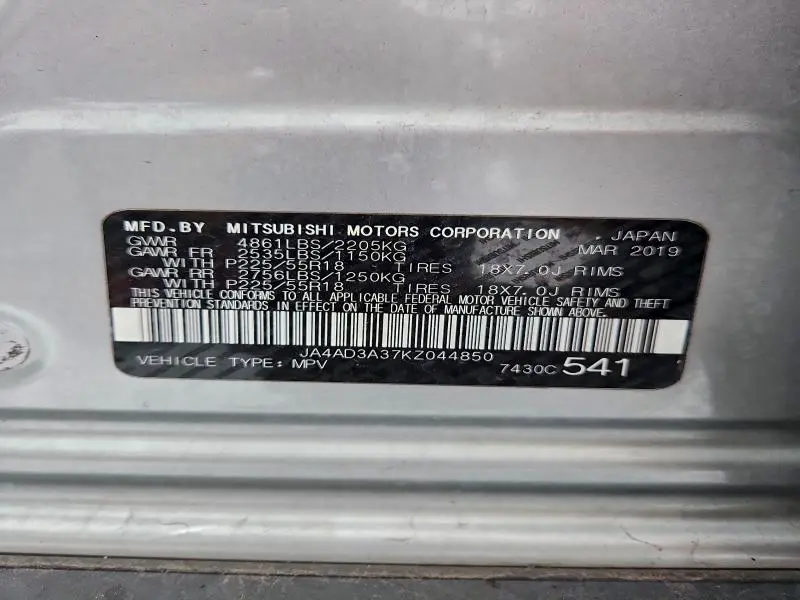 MFD.BY MITSUBISHI MOTORS CORPORATION JAPAN
GVWR 4861LBS/2205KG MAR 2019
GAWR FR 2535LBS/1150KG
WITH P225/55R18 TIRES 18X7.0J RIMS
GAWR RR 2756LBS/1250KG
WITH P225/55R18 TIRES 18X7.0J RIMS
THIS VEHICLE CONFORMS TO ALL APPLICABLE FEDERAL MOTOR VEHICLE SAFETY AND THEFT
PREVENTION STANDARDS IN EFFECT ON THE DATE OF MANUFACTURE SHOWN ABOVE.
JA4AD3A37KZ044850
VEHICLE TYPE: MPV 7430C 541